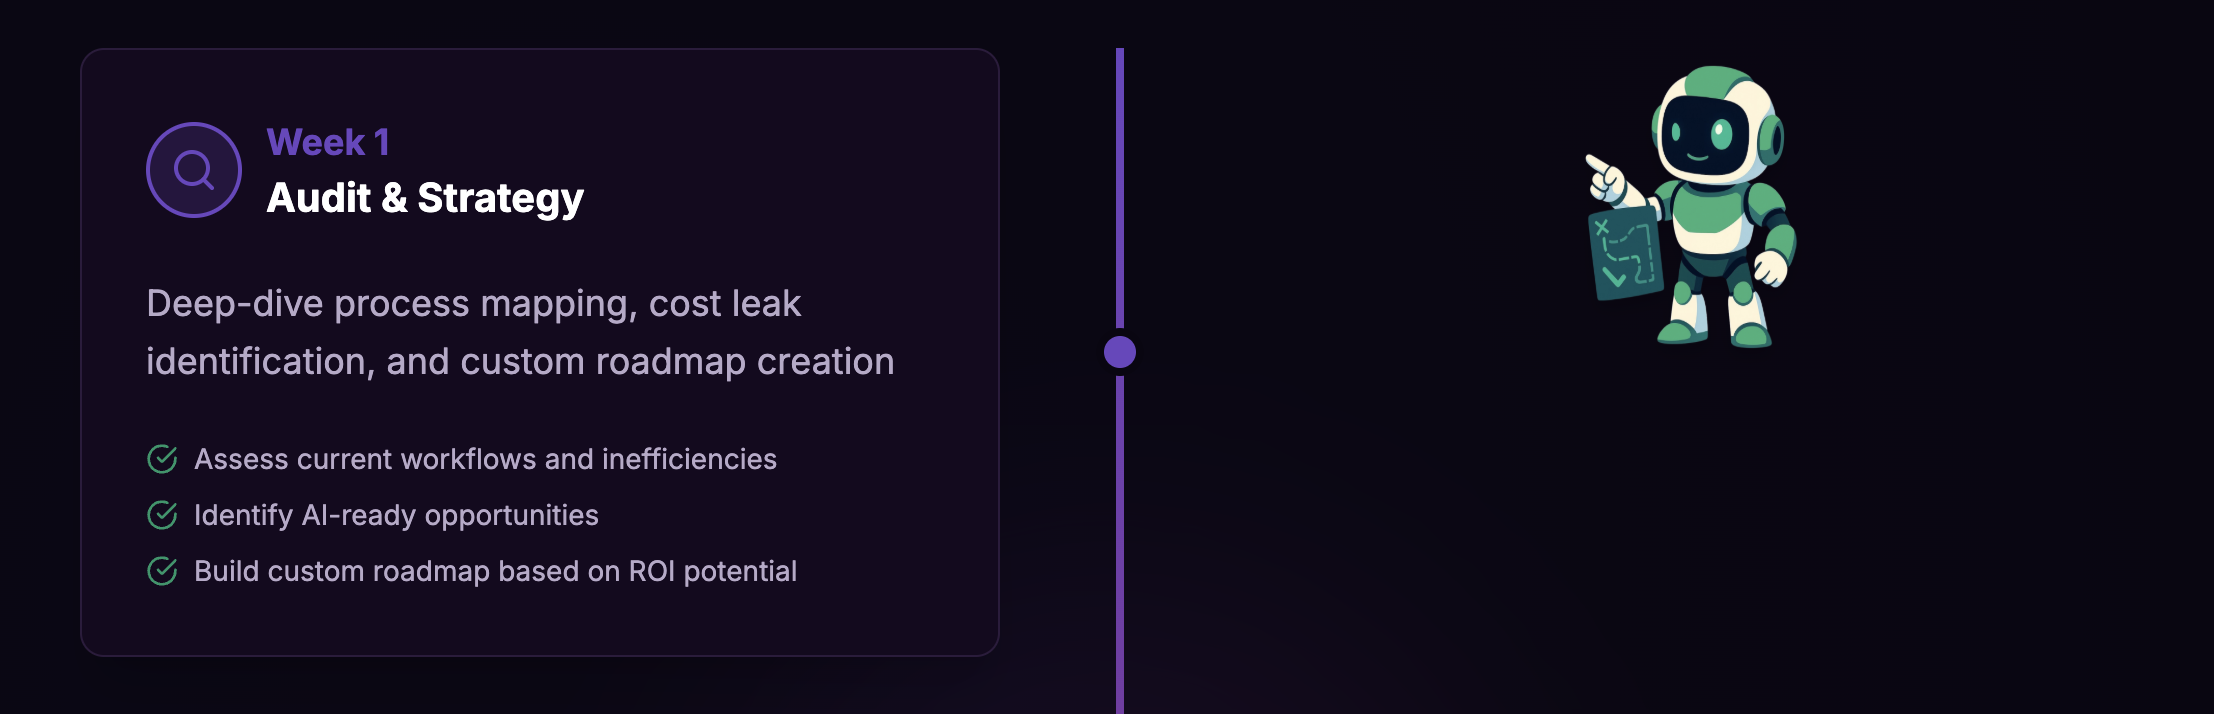 Week 1
Audit & Strategy
Deep-dive process mapping, cost leak
identification, and custom roadmap creation
Assess current workflows and inefficiencies
Identify AI-ready opportunities
Build custom roadmap based on ROI potential